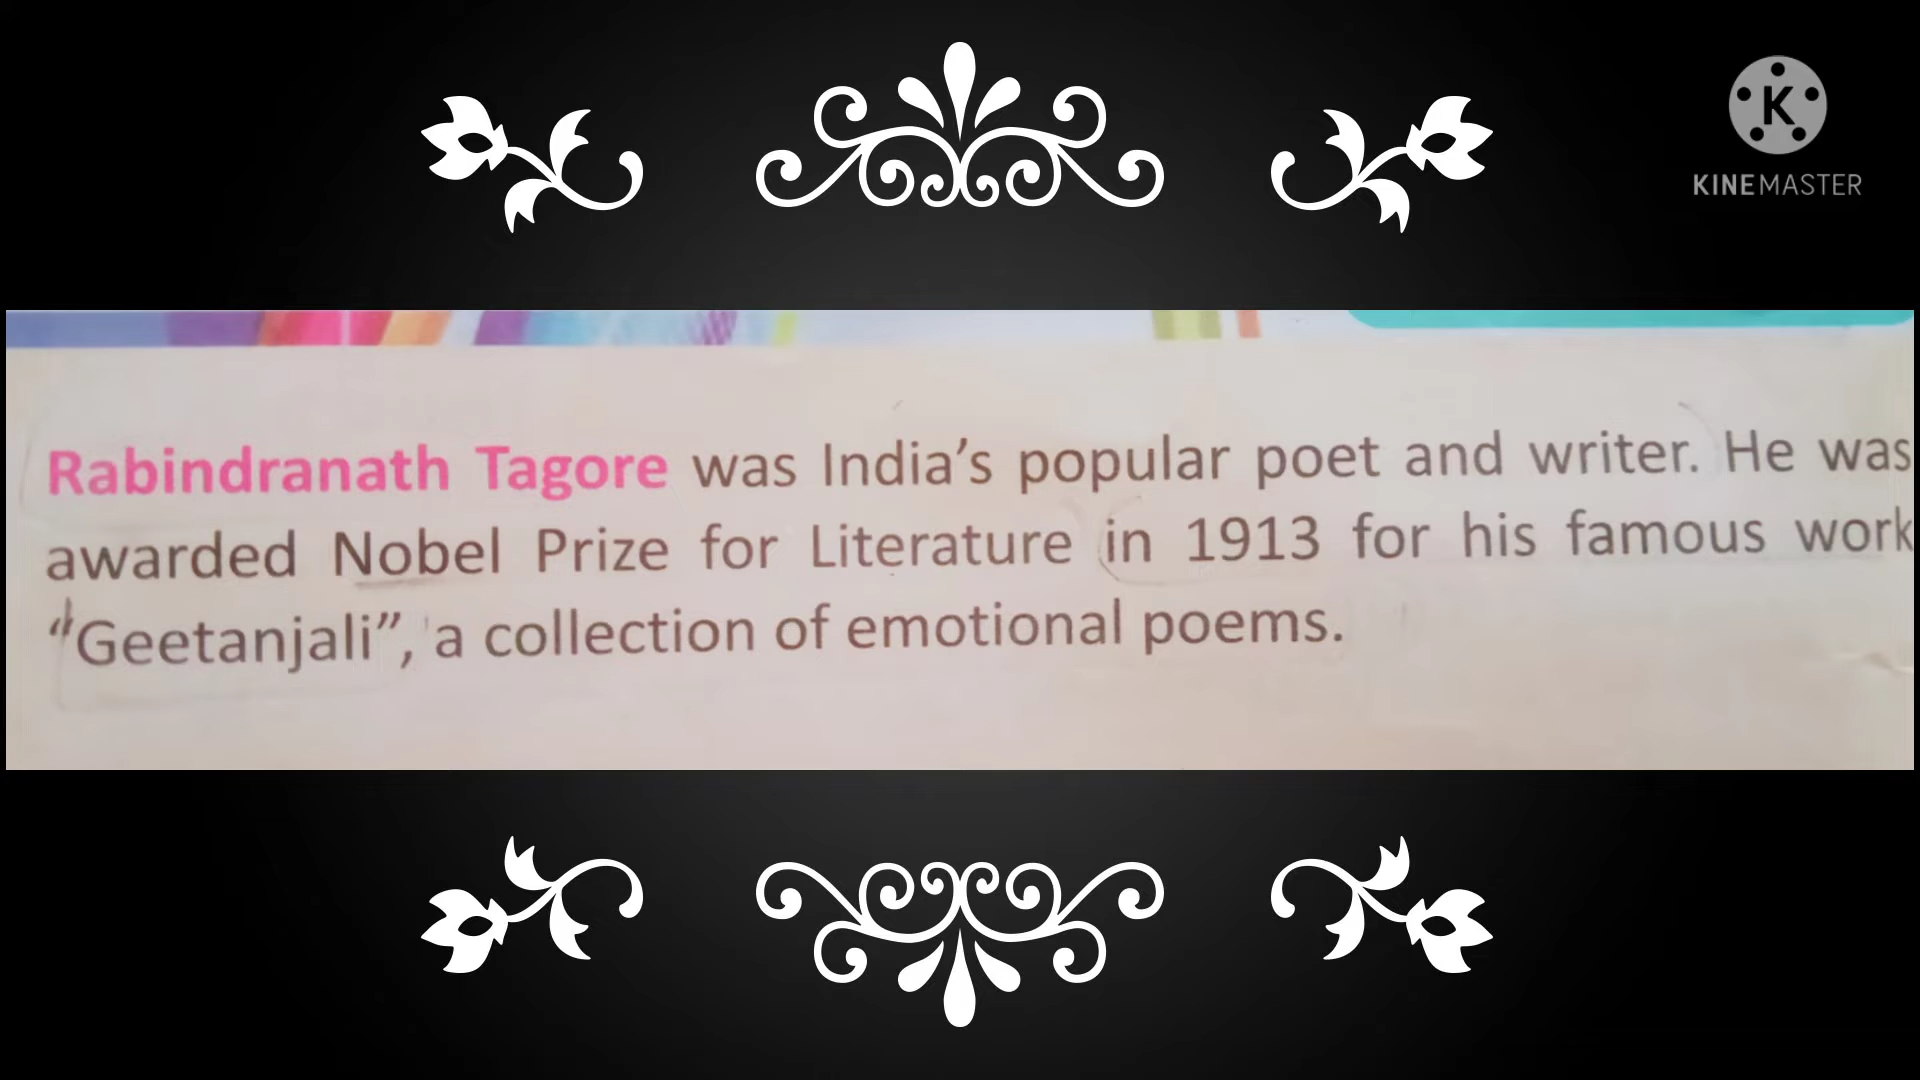 K
KINEMASTER
Rabindranath Tagore was India's popular poet and writer. He was
awarded Nobel Prize for Literature in 1913 for his famous work
“Geetanjali”, a collection of emotional poems.